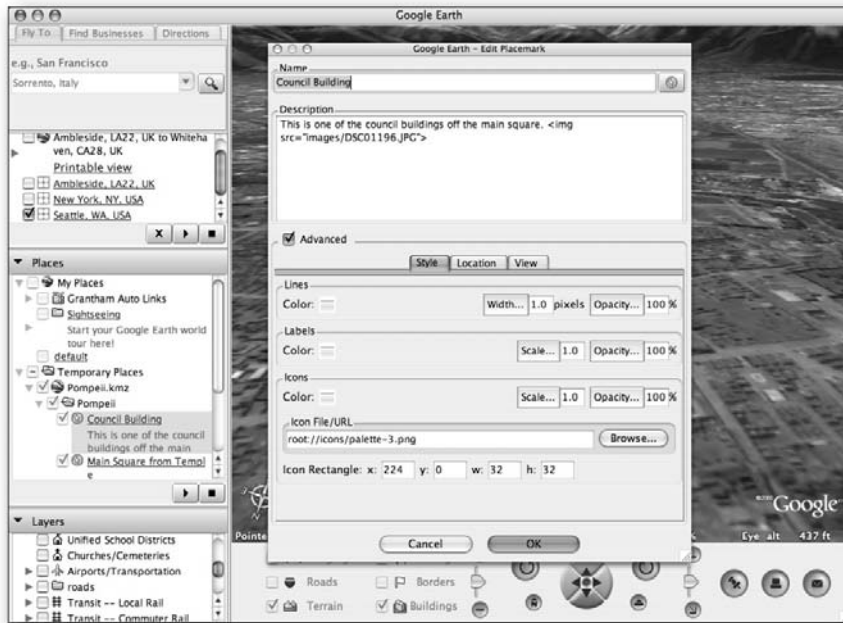 Google Earth
Fly To
Find Businesses
Directions
e.g., San Francisco
Sorrento, Italy
Ambleside, LA22, UK to Whiteha
ven, CA28, UK
Printable view
Ambleside, LA22, UK
New York, NY, USA
Seattle, WA, USA
Places
My Places
Grantham Auto Links
Sightseeing
Start your Google Earth world
tour here!
default
Temporary Places
Pompeii.kmz
Pompeii
Council Building
This is one of the council
buildings off the main
Main Square from Templ
e
Layers
Unified School Districts
Churches/Cemeteries
Airports/Transportation
roads
Transit -- Local Rail
Transit -- Commuter Rail
Google Earth - Edit Placemark
Name
Council Building
Description
This is one of the council buildings off the main square. <img
src="images/DSC01196.JPG">
Advanced
Style
Location
View
Lines
Color:
Width... 1.0 pixels Opacity... 100 %
Labels
Color:
Scale... 1.0 Opacity... 100 %
Icons
Color:
Scale... 1.0 Opacity... 100 %
Icon File/URL
root://icons/palette-3.png
Browse...
Icon Rectangle: x: 224 y: 0 w: 32 h: 32
Cancel
OK
Google
Pointe
% Eye alt 437 ft
Roads
Borders
Terrain
Buildings